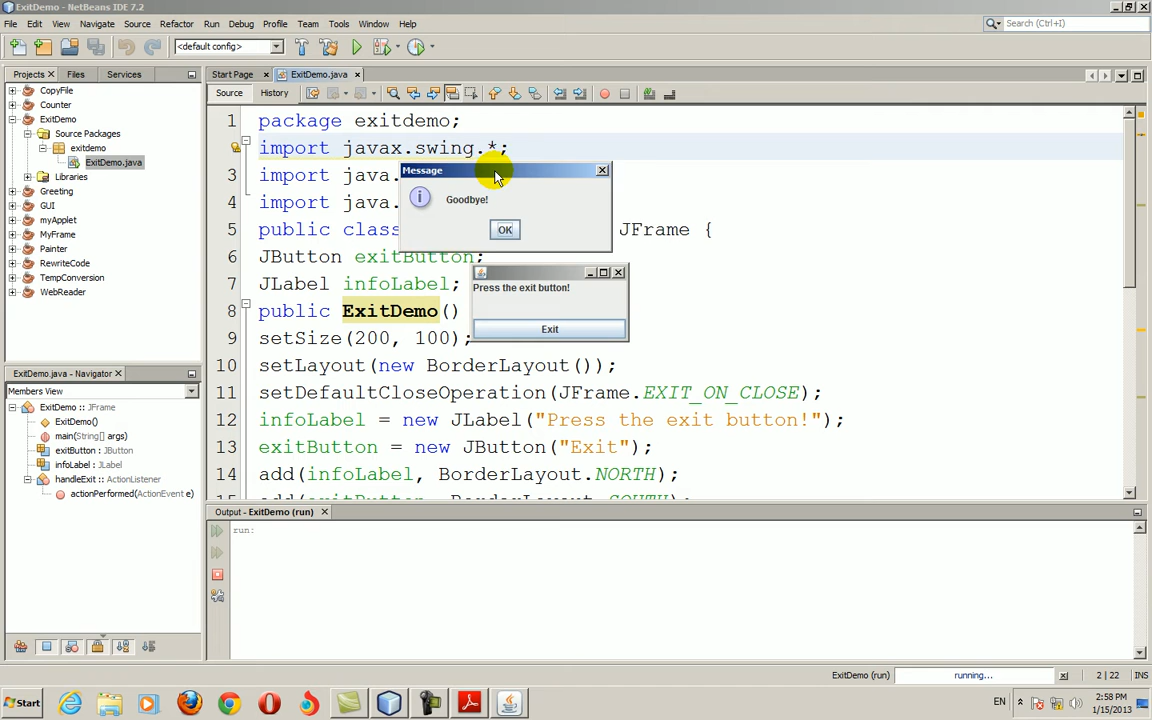 ExitDemo - NetBeans IDE 7.2
File Edit View Navigate Source Refactor Run Debug Profile Team Tools Window Help
Search (Ctrl+I)
<default config>
Projects Files Services
Start Page ExitDemo.java
Source History
CopyFile
Counter
ExitDemo
Source Packages
exitdemo
ExitDemo.java
Libraries
Greeting
GUI
myApplet
MyFrame
Painter
RewriteCode
TempConversion
WebReader
ExitDemo.java - Navigator
Members View
ExitDemo :: JFrame
ExitDemo()
main(String[] args)
exitButton : JButton
infoLabel : JLabel
handleExit :: ActionListener
actionPerformed(ActionEvent e)
1 package exitdemo;
2 import javax.swing.*;
3 import java.
4 import java.
5 public class JFrame {
6 JButton exitButton;
7 JLabel infoLabel;
8 public ExitDemo()
9 setSize(200, 100);
10 setLayout(new BorderLayout());
11 setDefaultCloseOperation(JFrame.EXIT_ON_CLOSE);
12 infoLabel = new JLabel("Press the exit button!");
13 exitButton = new JButton("Exit");
14 add(infoLabel, BorderLayout.NORTH);
15 add(exitButton, BorderLayout.SOUTH);
Message
Goodbye!
OK
Press the exit button!
Exit
Output - ExitDemo (run)
run:
ExitDemo (run) running... 2 | 22 INS
Start
EN
2:58 PM
1/15/2013